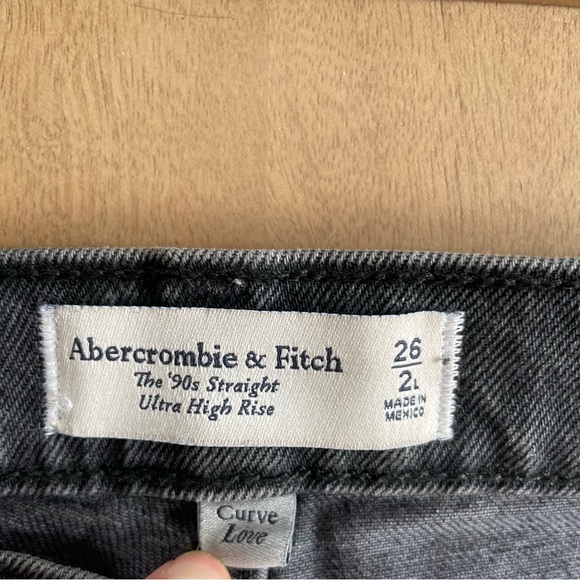 Abercrombie & Fitch
The '90s Straight
Ultra High Rise
26
2L
MADE IN
MEXICO
Curve
Love